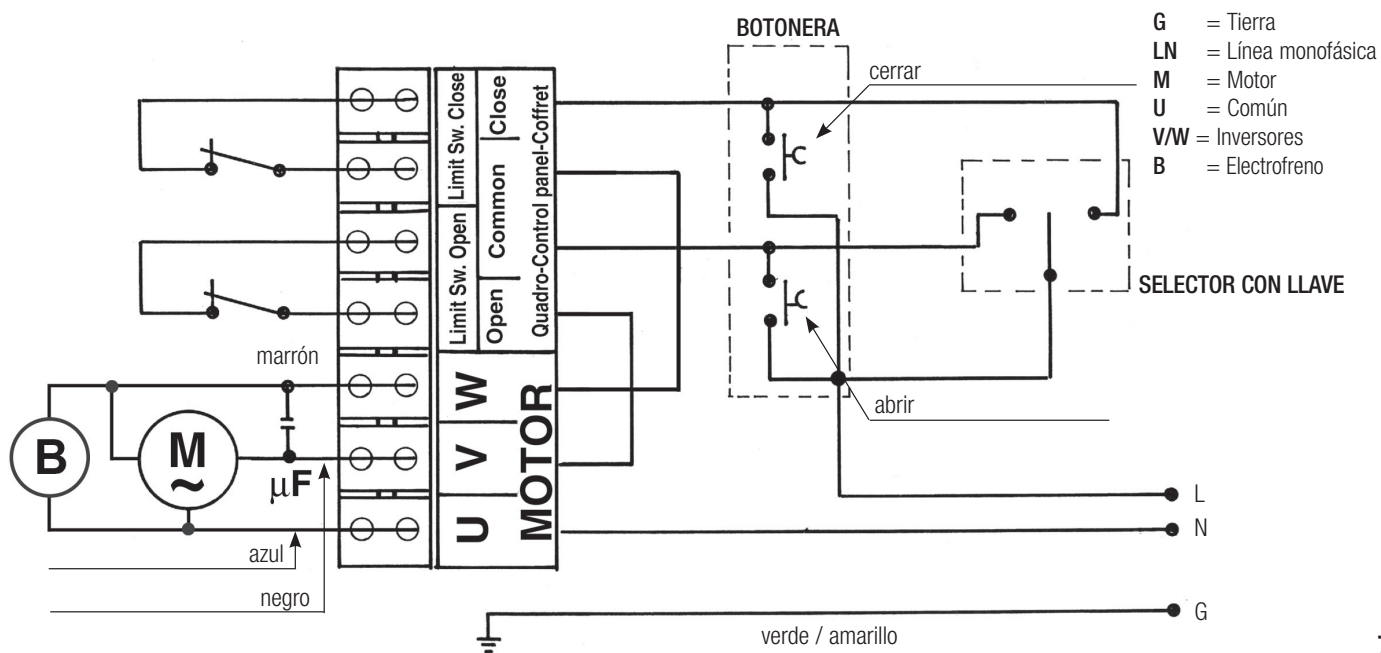 BOTONERA
cerrar
G = Tierra
LN = Línea monofásica
M = Motor
U = Común
V/W = Inversores
B = Electrofreno
Limit Sw. Close
Close
Limit Sw. Open
Common
Open
Quadro-Control panel-Coffret
SELECTOR CON LLAVE
marrón
abrir
W
V
U
MOTOR
B
M
~
µF
azul
negro
L
N
G
verde / amarillo